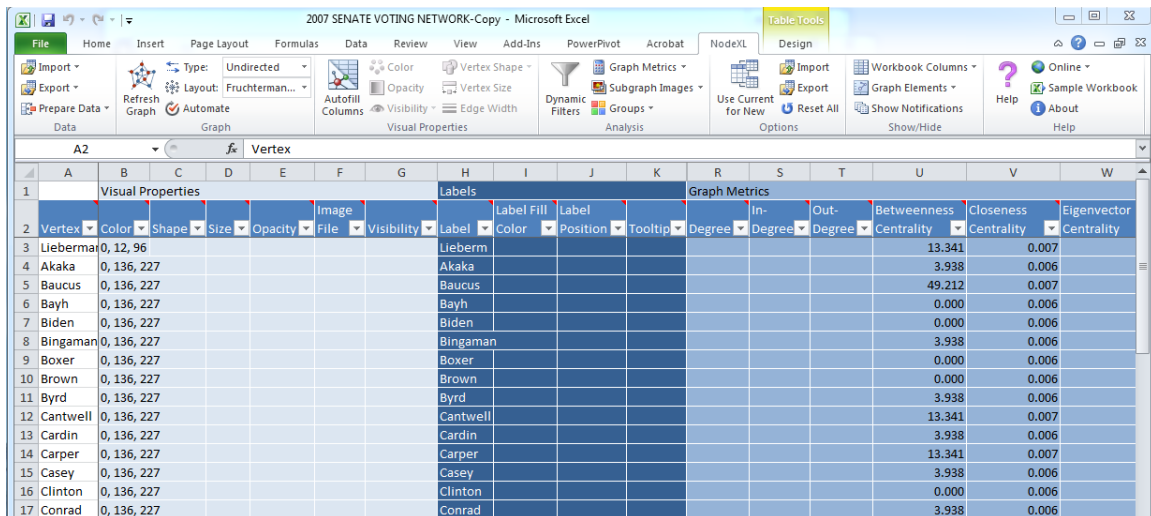 2007 SENATE VOTING NETWORK-Copy - Microsoft Excel
Table Tools
File Home Insert Page Layout Formulas Data Review View Add-Ins PowerPivot Acrobat NodeXL Design
Import Type: Undirected Color Vertex Shape Graph Metrics Import Workbook Columns Online
Export Layout: Fruchterman... Opacity Vertex Size Subgraph Images Export Graph Elements Sample Workbook
Prepare Data Refresh Graph Automate Autofill Columns Visibility Edge Width Dynamic Filters Groups Use Current for New Reset All Show Notifications Help About
Data Graph Visual Properties Analysis Options Show/Hide Help
A2 fx Vertex
A B C D E F G H I J K R S T U V W
1 Visual Properties Labels Graph Metrics
2 Vertex Color Shape Size Opacity Image File Visibility Label Label Fill Color Label Position Tooltip Degree In-Degree Out-Degree Betweenness Centrality Closeness Centrality Eigenvector Centrality
3 Lieberman 0, 12, 96 Lieberm 13.341 0.007
4 Akaka 0, 136, 227 Akaka 3.938 0.006
5 Baucus 0, 136, 227 Baucus 49.212 0.007
6 Bayh 0, 136, 227 Bayh 0.000 0.006
7 Biden 0, 136, 227 Biden 0.000 0.006
8 Bingaman 0, 136, 227 Bingaman 3.938 0.006
9 Boxer 0, 136, 227 Boxer 0.000 0.006
10 Brown 0, 136, 227 Brown 0.000 0.006
11 Byrd 0, 136, 227 Byrd 3.938 0.006
12 Cantwell 0, 136, 227 Cantwell 13.341 0.007
13 Cardin 0, 136, 227 Cardin 3.938 0.006
14 Carper 0, 136, 227 Carper 13.341 0.007
15 Casey 0, 136, 227 Casey 3.938 0.006
16 Clinton 0, 136, 227 Clinton 0.000 0.006
17 Conrad 0, 136, 227 Conrad 3.938 0.006